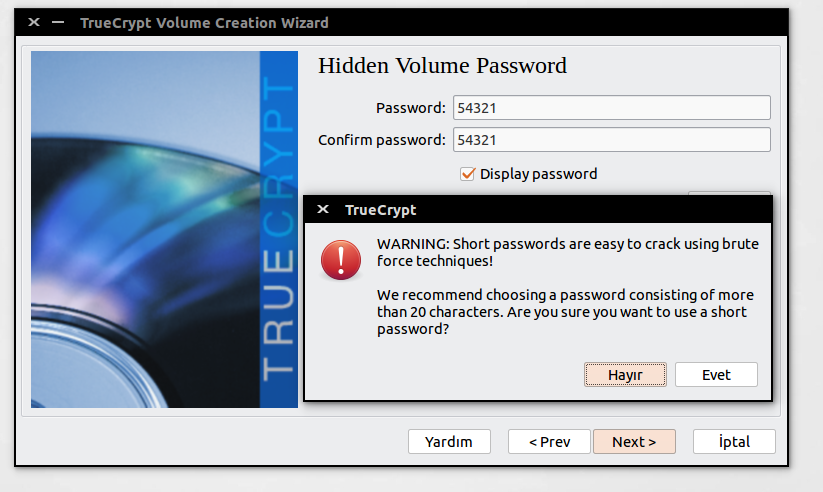 TrueCrypt Volume Creation Wizard
TRUECRYPT
Hidden Volume Password
Password: 54321
Confirm password: 54321
Display password
TrueCrypt
WARNING: Short passwords are easy to crack using brute
force techniques!
We recommend choosing a password consisting of more
than 20 characters. Are you sure you want to use a short
password?
Hayır Evet
Yardım < Prev Next > İptal